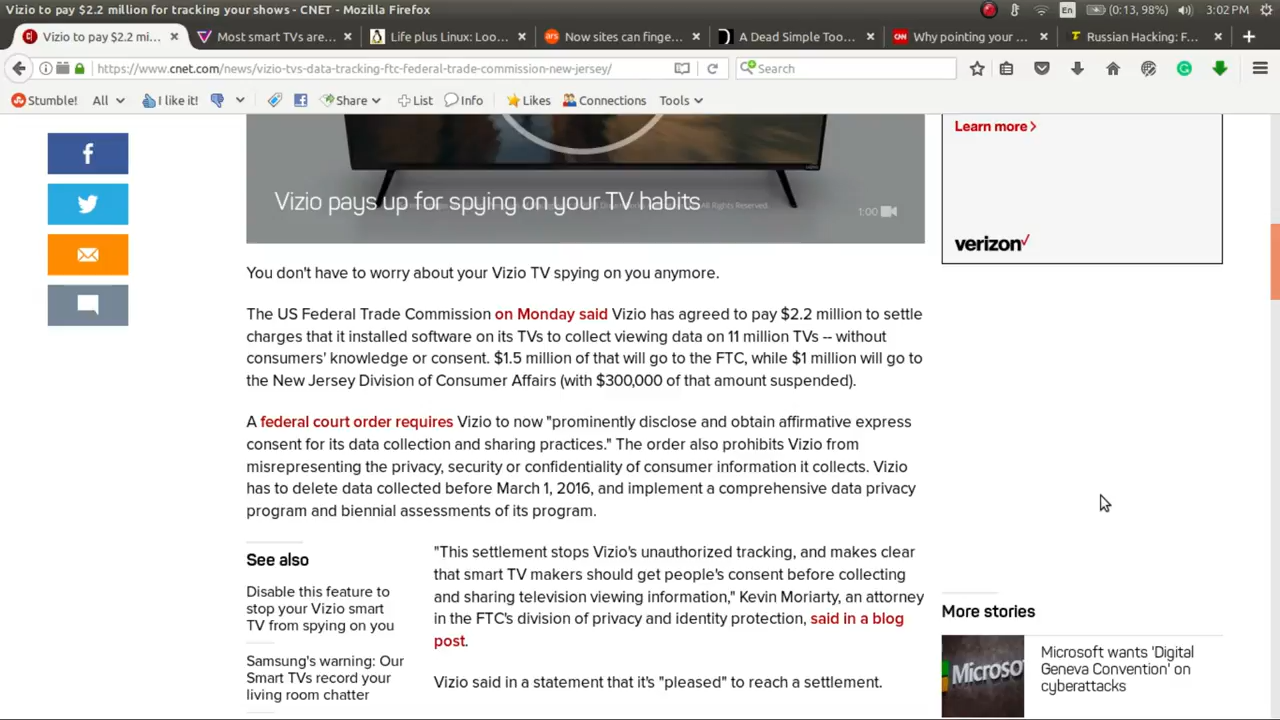 Vizio to pay $2.2 million for tracking your shows - CNET - Mozilla Firefox
En
(0:13, 98%)
3:02PM
Vizio to pay $2.2 mi...
Most smart TVs are...
Life plus Linux: Loo...
ars
Now sites can finge...
A Dead Simple Too...
CNN
Why pointing your ...
T
Russian Hacking: F...
https://www.cnet.com/news/vizio-tvs-data-tracking-ftc-federal-trade-commission-new-jersey/
Search
Stumble!
All
I like it!
Share
List
Info
Likes
Connections
Tools
Learn more
verizon
Vizio pays up for spying on your TV habits
All Rights Reserved.
1:00
You don't have to worry about your Vizio TV spying on you anymore.
The US Federal Trade Commission on Monday said Vizio has agreed to pay $2.2 million to settle
charges that it installed software on its TVs to collect viewing data on 11 million TVs -- without
consumers' knowledge or consent. $1.5 million of that will go to the FTC, while $1 million will go to
the New Jersey Division of Consumer Affairs (with $300,000 of that amount suspended).
A federal court order requires Vizio to now "prominently disclose and obtain affirmative express
consent for its data collection and sharing practices." The order also prohibits Vizio from
misrepresenting the privacy, security or confidentiality of consumer information it collects. Vizio
has to delete data collected before March 1, 2016, and implement a comprehensive data privacy
program and biennial assessments of its program.
See also
Disable this feature to
stop your Vizio smart
TV from spying on you
Samsung's warning: Our
Smart TVs record your
living room chatter
"This settlement stops Vizio's unauthorized tracking, and makes clear
that smart TV makers should get people's consent before collecting
and sharing television viewing information," Kevin Moriarty, an attorney
in the FTC's division of privacy and identity protection, said in a blog
post.
Vizio said in a statement that it's "pleased" to reach a settlement.
More stories
Microso
Microsoft wants 'Digital
Geneva Convention' on
cyberattacks